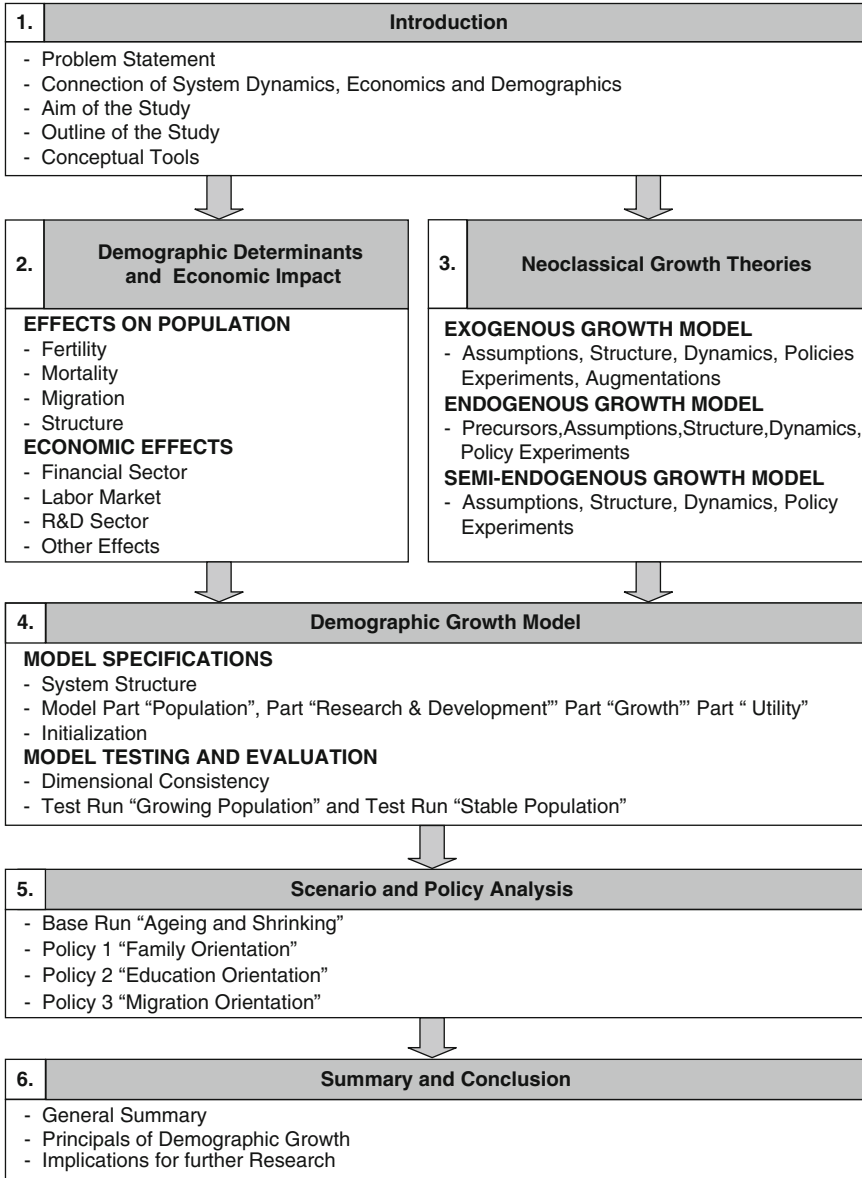 1. Introduction
- Problem Statement
- Connection of System Dynamics, Economics and Demographics
- Aim of the Study
- Outline of the Study
- Conceptual Tools
2. Demographic Determinants
and Economic Impact
EFFECTS ON POPULATION
- Fertility
- Mortality
- Migration
- Structure
ECONOMIC EFFECTS
- Financial Sector
- Labor Market
- R&D Sector
- Other Effects
3. Neoclassical Growth Theories
EXOGENOUS GROWTH MODEL
- Assumptions, Structure, Dynamics, Policies
Experiments, Augmentations
ENDOGENOUS GROWTH MODEL
- Precursors,Assumptions,Structure,Dynamics,
Policy Experiments
SEMI-ENDOGENOUS GROWTH MODEL
- Assumptions, Structure, Dynamics, Policy
Experiments
4. Demographic Growth Model
MODEL SPECIFICATIONS
- System Structure
- Model Part “Population”, Part “Research & Development”’ Part “Growth”’ Part “ Utility”
- Initialization
MODEL TESTING AND EVALUATION
- Dimensional Consistency
- Test Run “Growing Population” and Test Run “Stable Population”
5. Scenario and Policy Analysis
- Base Run “Ageing and Shrinking”
- Policy 1 “Family Orientation”
- Policy 2 “Education Orientation”
- Policy 3 “Migration Orientation”
6. Summary and Conclusion
- General Summary
- Principals of Demographic Growth
- Implications for further Research